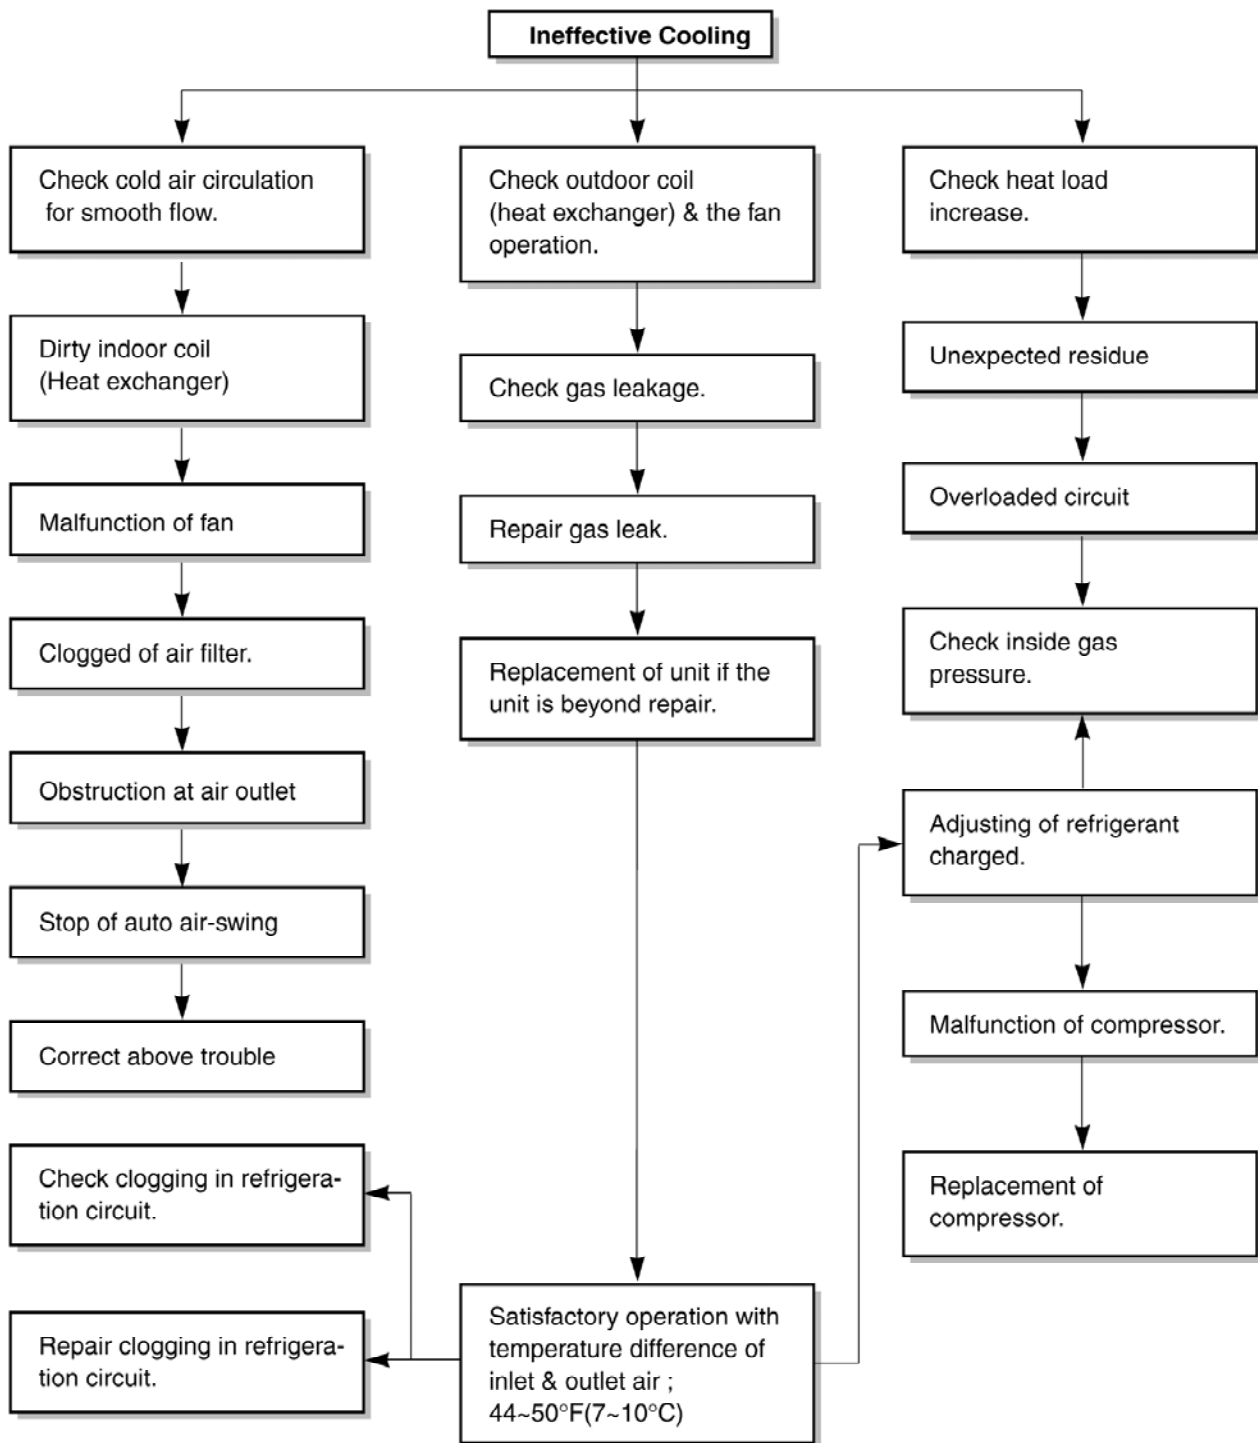 Ineffective Cooling
Check cold air circulation
for smooth flow.
Dirty indoor coil
(Heat exchanger)
Malfunction of fan
Clogged of air filter.
Obstruction at air outlet
Stop of auto air-swing
Correct above trouble
Check clogging in refrigera-
tion circuit.
Repair clogging in refrigera-
tion circuit.
Check outdoor coil
(heat exchanger) & the fan
operation.
Check gas leakage.
Repair gas leak.
Replacement of unit if the
unit is beyond repair.
Satisfactory operation with
temperature difference of
inlet & outlet air ;
44~50°F(7~10°C)
Check heat load
increase.
Unexpected residue
Overloaded circuit
Check inside gas
pressure.
Adjusting of refrigerant
charged.
Malfunction of compressor.
Replacement of
compressor.